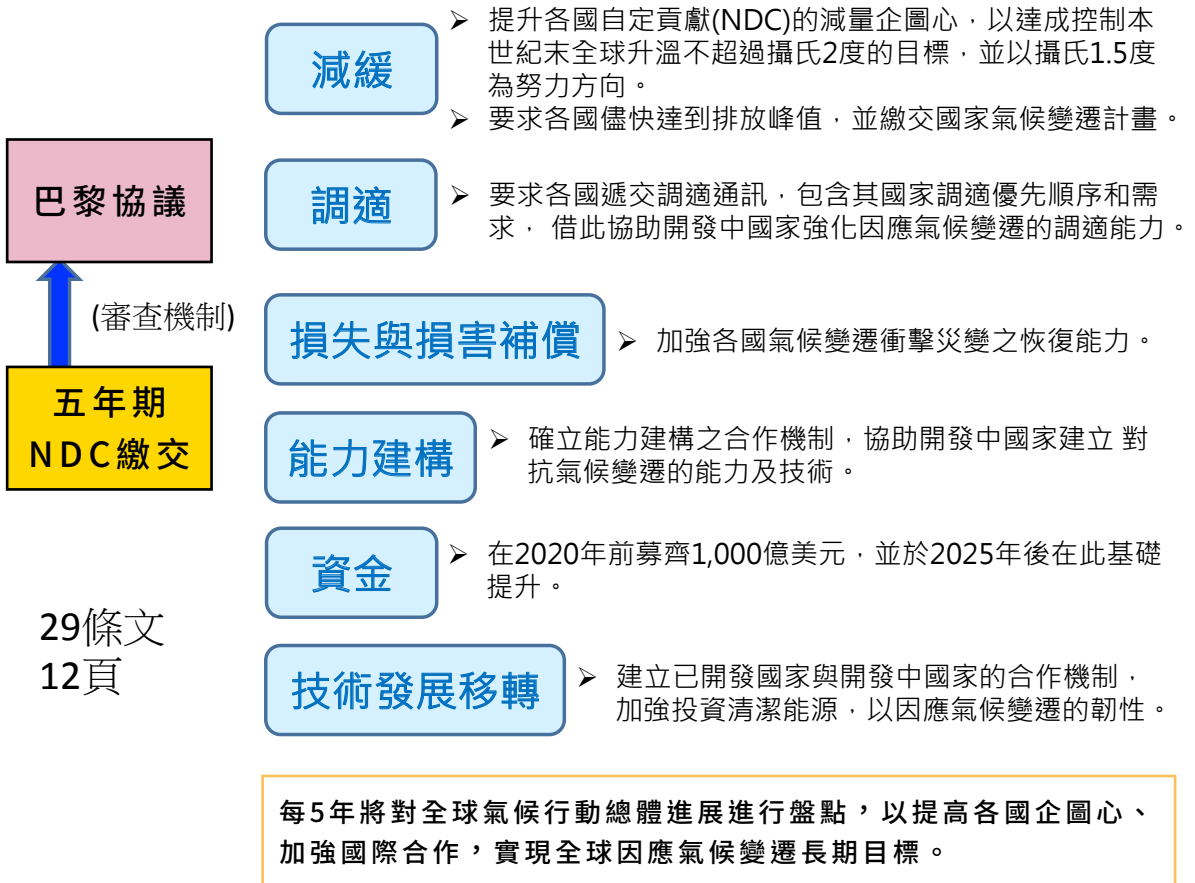 減緩
➢ 提升各國自定貢獻(NDC)的減量企圖心，以達成控制本
世紀末全球升溫不超過攝氏2度的目標，並以攝氏1.5度
為努力方向。
➢ 要求各國儘快達到排放峰值，並繳交國家氣候變遷計畫。
巴黎協議
調適
➢ 要求各國遞交調適通訊，包含其國家調適優先順序和需
求， 借此協助開發中國家強化因應氣候變遷的調適能力。
(審查機制)
損失與損害補償
➢ 加強各國氣候變遷衝擊災變之恢復能力。
五年期
NDC繳交
能力建構
➢ 確立能力建構之合作機制，協助開發中國家建立 對
抗氣候變遷的能力及技術。
資金
➢ 在2020年前募齊1,000億美元，並於2025年後在此基礎
提升。
29條文
12頁
技術發展移轉
➢ 建立已開發國家與開發中國家的合作機制，
加強投資清潔能源，以因應氣候變遷的韌性。
每5年將對全球氣候行動總體進展進行盤點，以提高各國企圖心、
加強國際合作，實現全球因應氣候變遷長期目標。